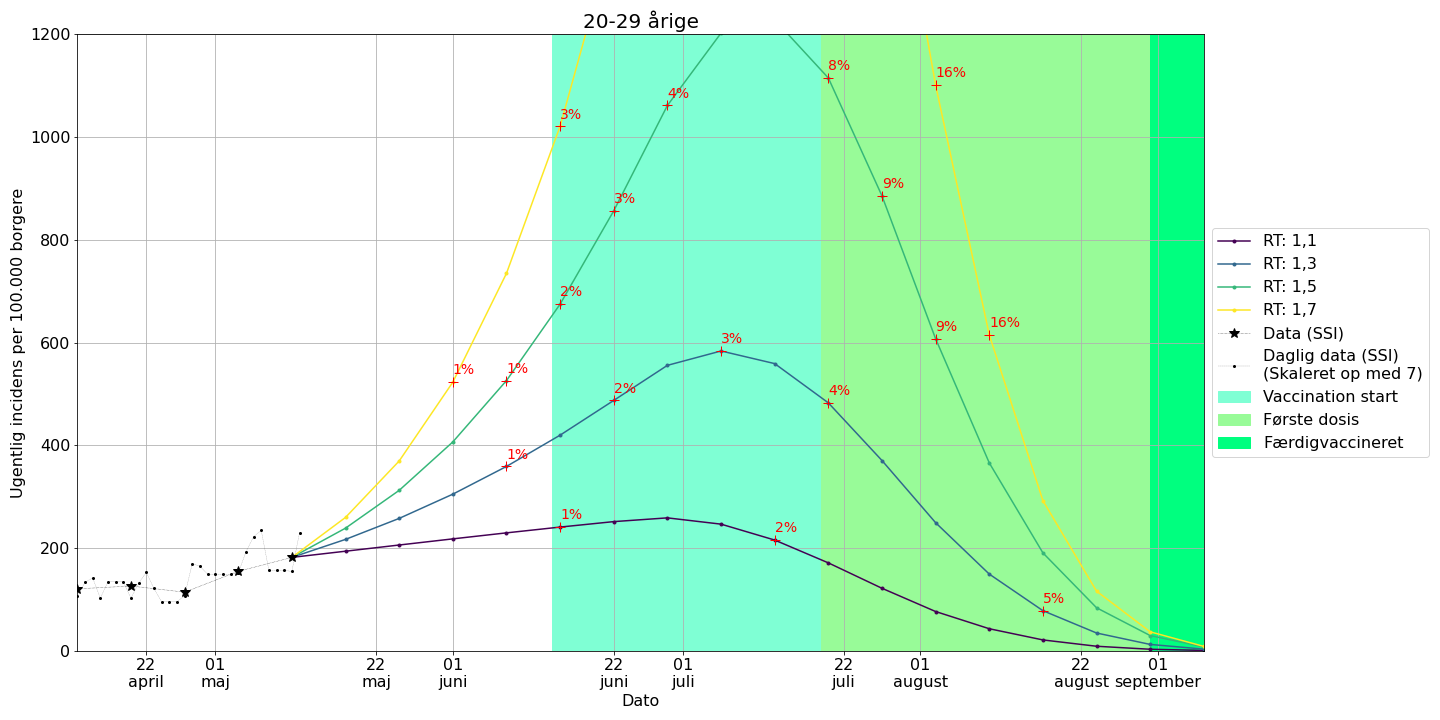 20-29 årige
Ugentlig incidens per 100.000 borgere
1200
1000
800
600
400
200
0
16%
8%
4%
3%
9%
3%
2%
9%
16%
3%
1%
1%
2%
4%
1%
1%
2%
5%
22 01 22 01 22 01 22 01 22 01
april maj maj juni juni juli juli august august september
Dato
RT: 1,1
RT: 1,3
RT: 1,5
RT: 1,7
Data (SSI)
Daglig data (SSI)
(Skaleret op med 7)
Vaccination start
Første dosis
Færdigvaccineret